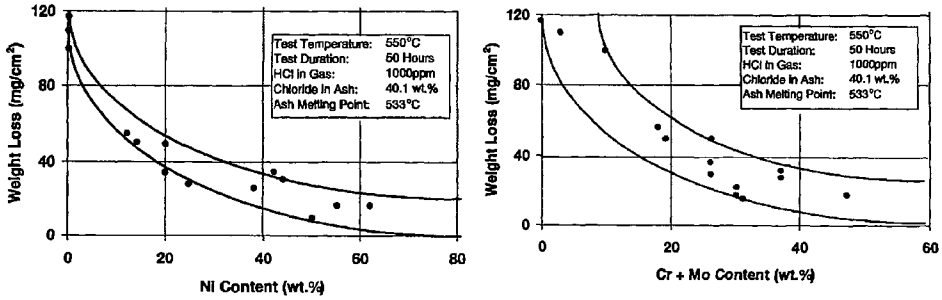 120
80
40
0
Weight Loss (mg/cm²)
0 20 40 60 80
Ni Content (wt.%)
Test Temperature: 550°C
Test Duration: 50 Hours
HCl in Gas: 1000ppm
Chloride in Ash: 40.1 wt.%
Ash Melting Point: 533°C
120
80
40
0
Weight Loss (mg/cm²)
0 20 40 60
Cr + Mo Content (wt.%)
Test Temperature: 550°C
Test Duration: 50 Hours
HCl in Gas: 1000ppm
Chloride in Ash: 40.1 wt.%
Ash Melting Point: 533°C